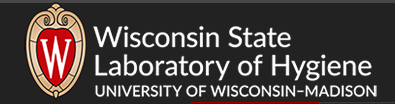 W
Wisconsin State
Laboratory of Hygiene
UNIVERSITY OF WISCONSIN–MADISON